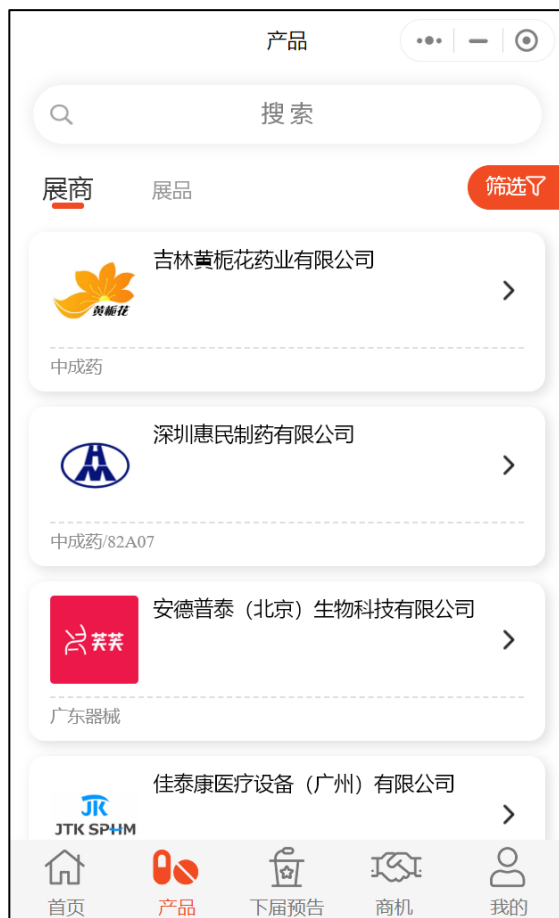 产品
搜 索
展商
展品
筛选
吉林黄栀花药业有限公司
黄栀花
中成药
深圳惠民制药有限公司
中成药/82A07
安德普泰（北京）生物科技有限公司
芙芙
广东器械
佳泰康医疗设备（广州）有限公司
JK
JTK SPHM
首页
产品
下届预告
商机
我的